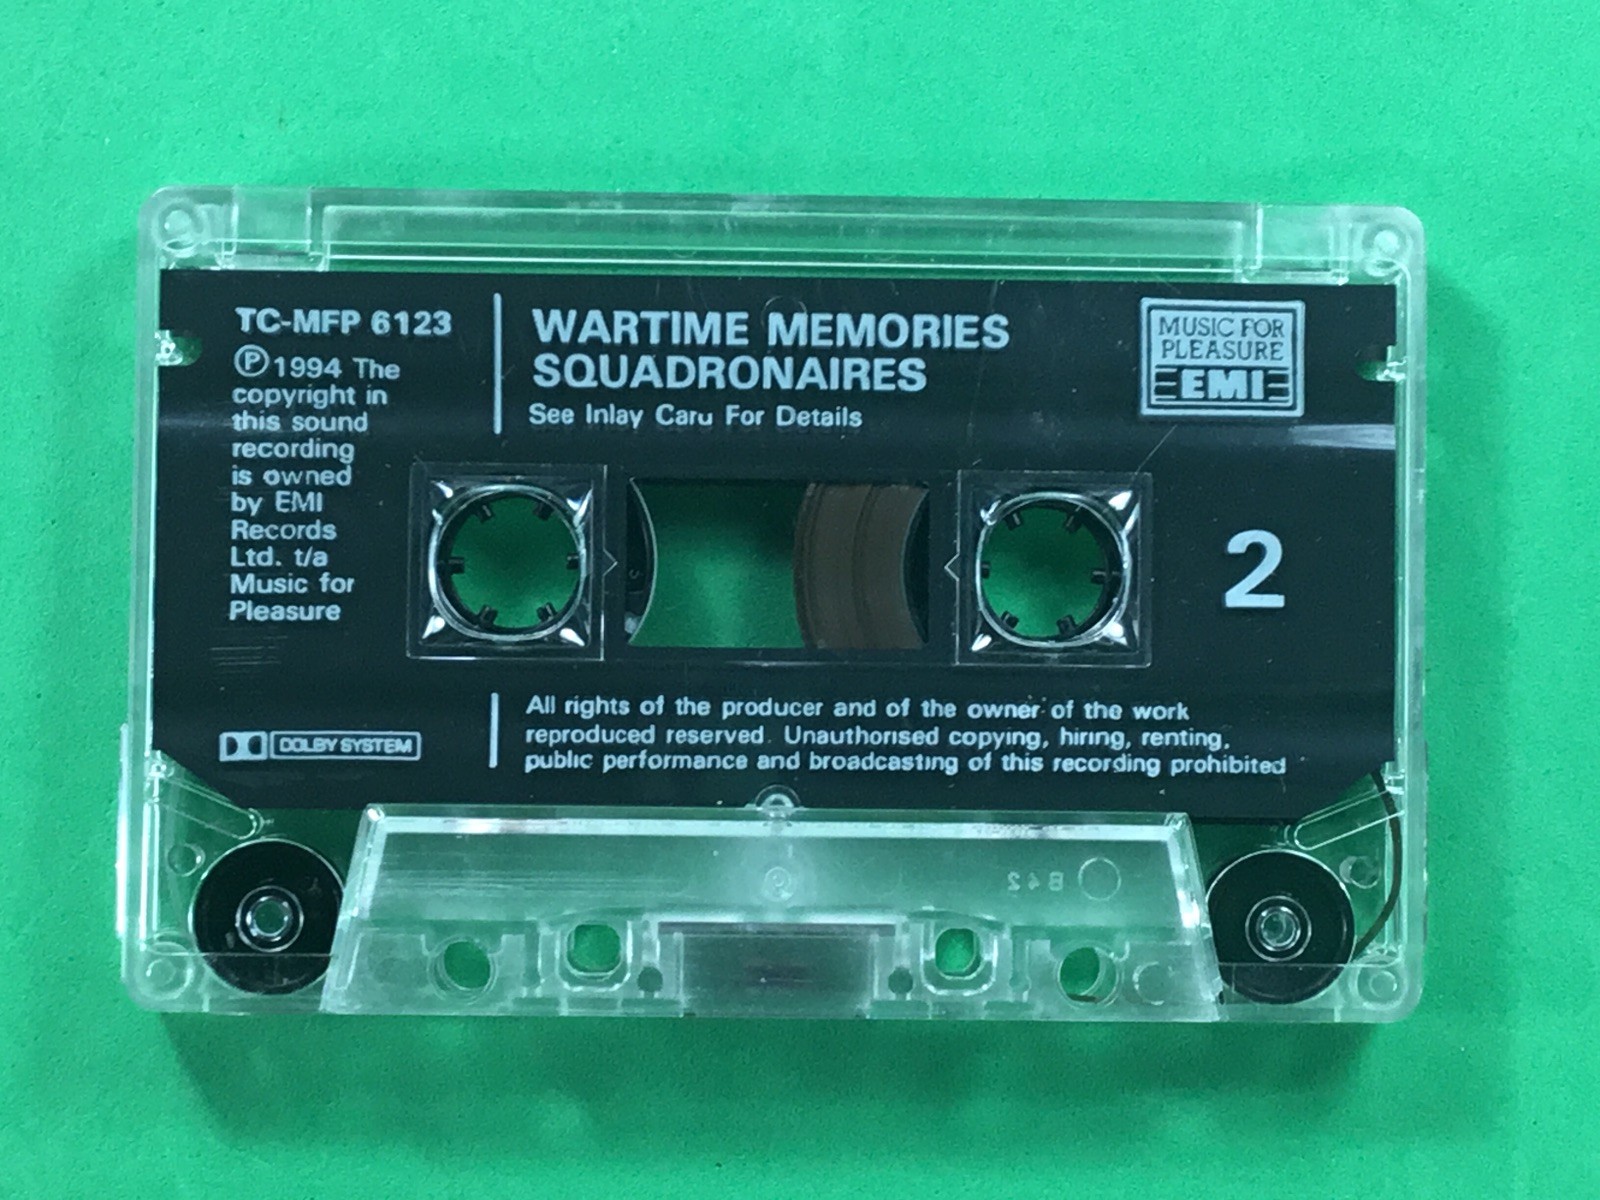 TC-MFP 6123
Ⓟ1994 The
copyright in
this sound
recording
is owned
by EMI
Records
Ltd. t/a
Music for
Pleasure
WARTIME MEMORIES
SQUADRONAIRES
See Inlay Card For Details
MUSIC FOR
PLEASURE
EMI
2
DOLBY SYSTEM
All rights of the producer and of the owner of the work
reproduced reserved. Unauthorised copying, hiring, renting,
public performance and broadcasting of this recording prohibited
B42